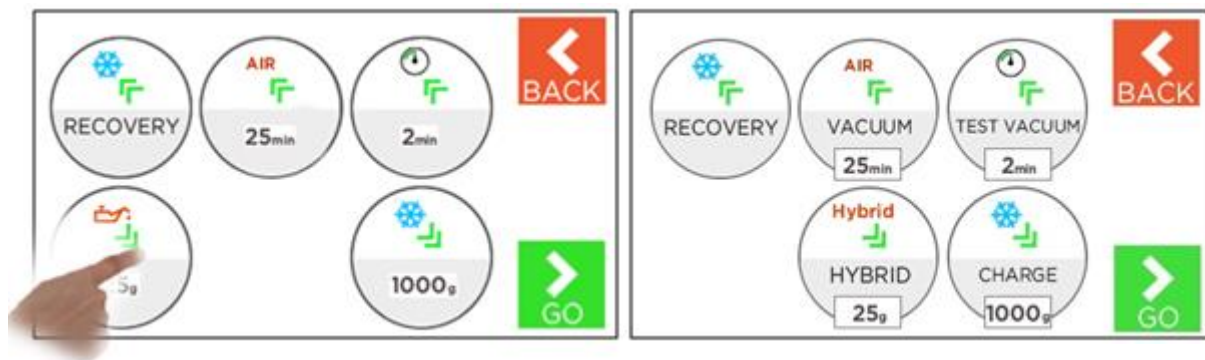 AIR
BACK
RECOVERY
25min
2min
5g
1000g
GO
AIR
BACK
RECOVERY
VACUUM
TEST VACUUM
25min
2min
Hybrid
HYBRID
CHARGE
25g
1000g
GO